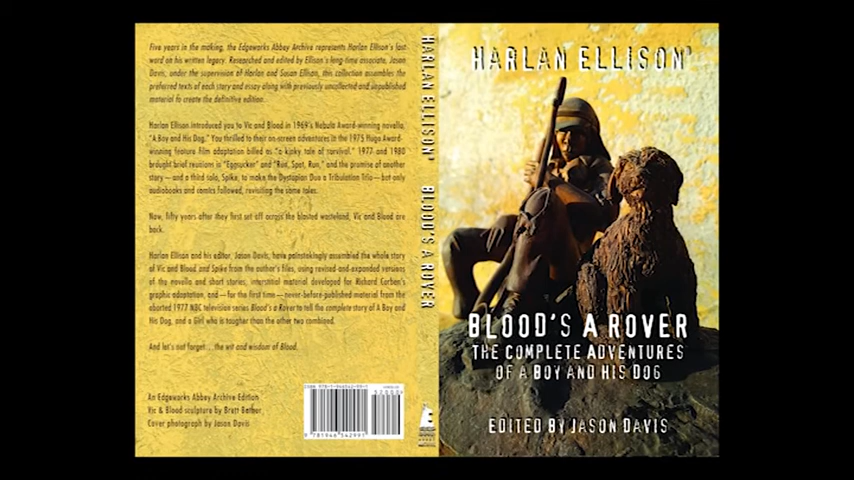 Five years in the making, the Edgeworks Abbey Archive represents Harlan Ellison's last
word on his written legacy. Researched and edited by Ellison's long-time associate, Jason
Davis, under the supervision of Harlan and Susan Ellison, this collection assembles the
preferred texts of each story and essay along with previously uncollected and unpublished
material to create the definitive edition.
Harlan Ellison introduced you to Vic and Blood in 1969's Nebula Award-winning novella,
"A Boy and His Dog." You thrilled to their on-screen adventures in the 1975 Hugo Award-
winning feature film adaptation billed as "a kinky tale of survival." 1977 and 1980
brought brief reunions in "Eggsucker" and "Run, Spot, Run," and the promise of another
story—and a third solo, Spike, to make the Dystopian Duo a Tribulation Trio—but only
audiobooks and comics followed, revisiting the same tales.
Now, fifty years after they first set off across the blasted wasteland, Vic and Blood are
back.
Harlan Ellison and his editor, Jason Davis, have painstakingly assembled the whole story
of Vic and Blood and Spike from the author's files, using revised-and-expanded versions
of the novella and short stories, interstitial material developed for Richard Corben's
graphic adaptation, and—for the first time—never-before-published material from the
aborted 1977 NBC television series Blood's a Rover to tell the complete story of A Boy and
His Dog, and a Girl who is tougher than the other two combined.
And let's not forget...the wit and wisdom of Blood.
An Edgeworks Abbey Archive Edition
Vic & Blood sculpture by Brett Barbar
Cover photograph by Jason Davis
HARLAN ELLISON®
BLOOD'S A ROVER
HARLAN ELLISON®
BLOOD'S A ROVER
THE COMPLETE ADVENTURES
OF A BOY AND HIS DOG
EDITED BY JASON DAVIS